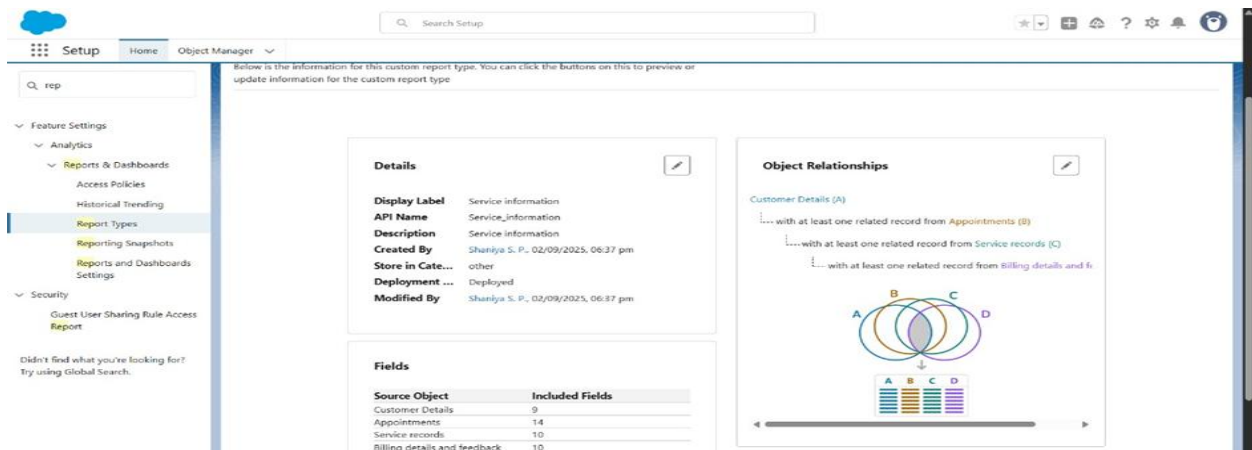 Search Setup
Setup
Home
Object Manager
rep
Feature Settings
Analytics
Reports & Dashboards
Access Policies
Historical Trending
Report Types
Reporting Snapshots
Reports and Dashboards
Settings
Security
Guest User Sharing Rule Access
Report
Didn't find what you're looking for?
Try using Global Search.
Below is the information for this custom report type. You can click the buttons on this to preview or
update information for the custom report type
Details
Display Label Service information
API Name Service_information
Description Service information
Created By Shaniya S. P., 02/09/2025, 06:37 pm
Store in Cate... other
Deployment ... Deployed
Modified By Shaniya S. P., 02/09/2025, 06:37 pm
Fields
Source Object Included Fields
Customer Details 9
Appointments 14
Service records 10
Billing details and feedback 10
Object Relationships
Customer Details (A)
with at least one related record from Appointments (B)
with at least one related record from Service records (C)
with at least one related record from Billing details and fe
B C
A D
A B C D